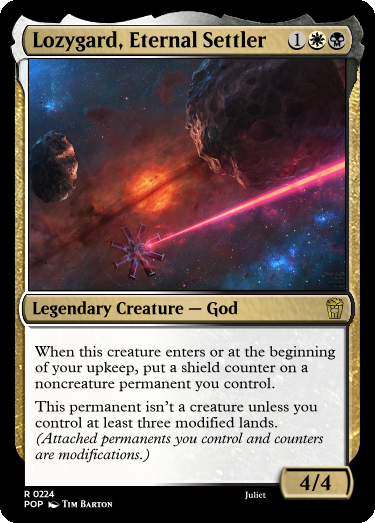 Lozygard, Eternal Settler 1
Legendary Creature — God
When this creature enters or at the beginning
of your upkeep, put a shield counter on a
noncreature permanent you control.
This permanent isn't a creature unless you
control at least three modified lands.
(Attached permanents you control and counters
are modifications.)
4/4
R 0224
POP Tim Barton
Juliet